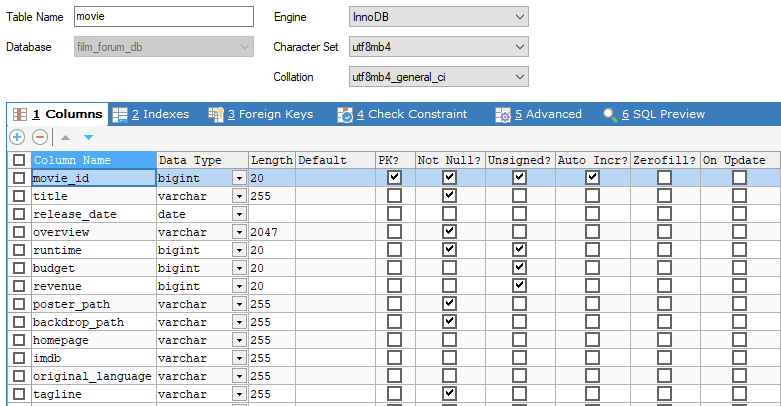 Table Name movie Engine InnoDB
Database film_forum_db Character Set utf8mb4
Collation utf8mb4_general_ci
1 Columns 2 Indexes 3 Foreign Keys 4 Check Constraint 5 Advanced 6 SQL Preview
Column Name Data Type Length Default PK? Not Null? Unsigned? Auto Incr? Zerofill? On Update
movie_id bigint 20
title varchar 255
release_date date
overview varchar 2047
runtime bigint 20
budget bigint 20
revenue bigint 20
poster_path varchar 255
backdrop_path varchar 255
homepage varchar 255
imdb varchar 255
original_language varchar 255
tagline varchar 255